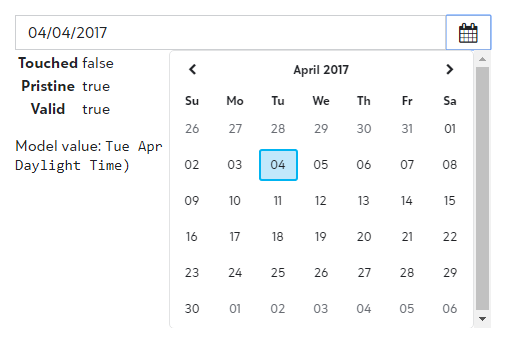 04/04/2017
Touched false
Pristine true
Valid true
Model value: Tue Apr
Daylight Time)
April 2017
Su Mo Tu We Th Fr Sa
26 27 28 29 30 31 01
02 03 04 05 06 07 08
09 10 11 12 13 14 15
16 17 18 19 20 21 22
23 24 25 26 27 28 29
30 01 02 03 04 05 06